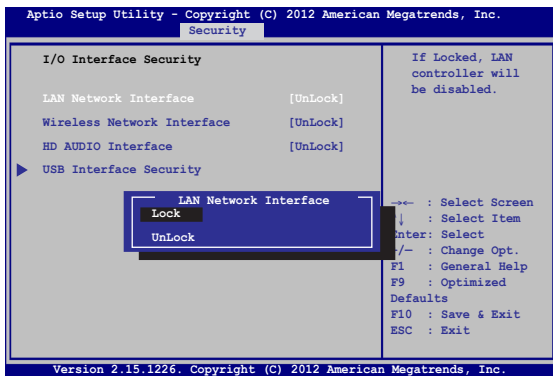 Aptio Setup Utility - Copyright (C) 2012 American Megatrends, Inc.
Security
I/O Interface Security
LAN Network Interface [UnLock]
Wireless Network Interface [UnLock]
HD AUDIO Interface [UnLock]
USB Interface Security
LAN Network Interface
Lock
UnLock
If Locked, LAN
controller will
be disabled.
→← : Select Screen
↓ : Select Item
Enter: Select
+/— : Change Opt.
F1 : General Help
F9 : Optimized
Defaults
F10 : Save & Exit
ESC : Exit
Version 2.15.1226. Copyright (C) 2012 American Megatrends, Inc.